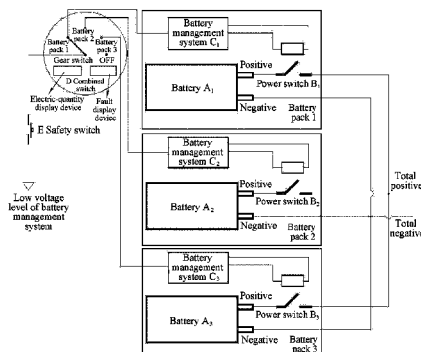 Battery
pack 2
Battery
pack 1
Battery
pack 3
Gear switch
OFF
D Combined
switch
Electric-quantity
display device
Fault
display
device
E Safety switch
Low voltage
level of battery
management
system
Battery
management
system C1
Positive
Power switch B1
Battery A1
Negative
Battery
pack 1
Battery
management
system C2
Positive
Power switch B2
Battery A2
Negative
Battery
pack 2
Battery
management
system C3
Positive
Power switch B3
Battery A3
Negative
Battery
pack 3
Total
positive
Total
negative